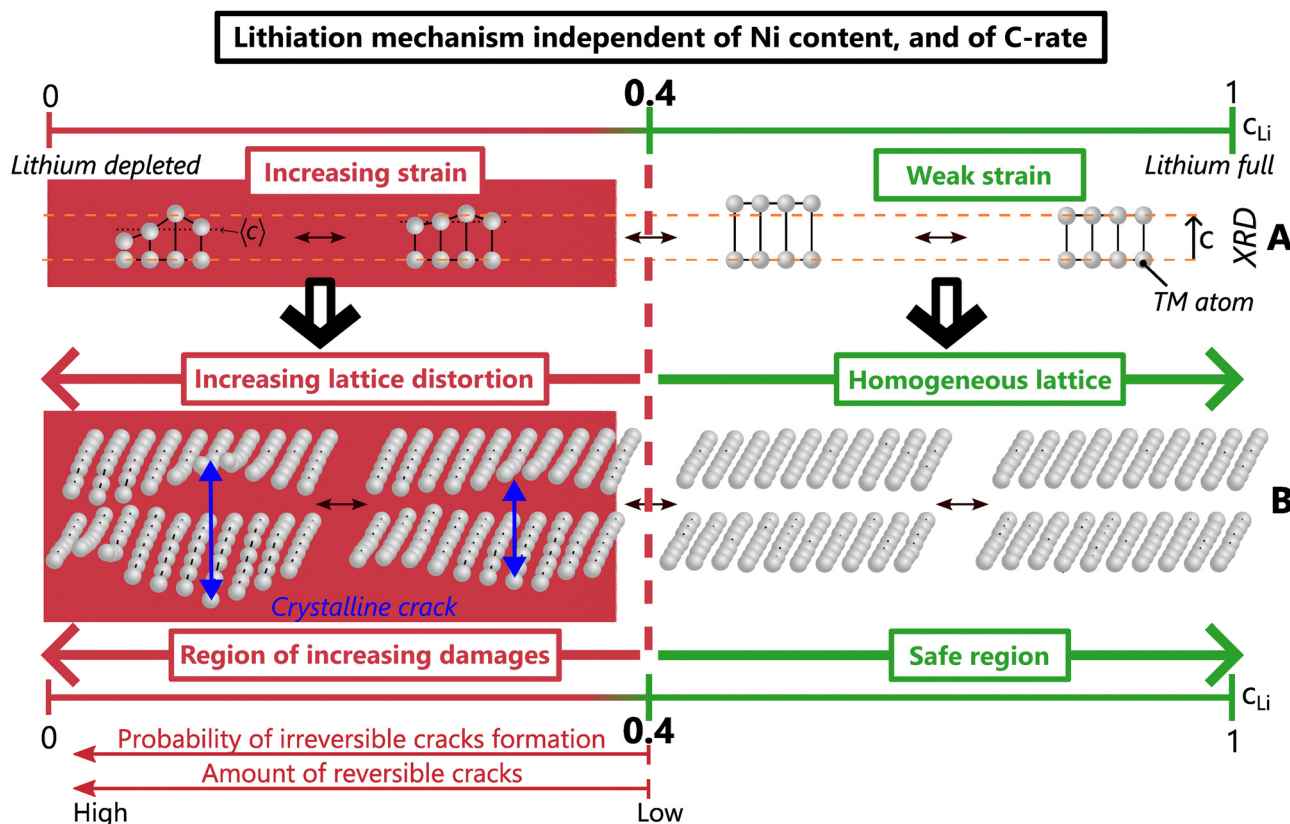 Lithiation mechanism independent of Ni content, and of C-rate
0
0.4
1
cLi
Lithium depleted
Increasing strain
Weak strain
Lithium full
⟨c⟩
c
XRD
A
TM atom
Increasing lattice distortion
Homogeneous lattice
B
Crystalline crack
Region of increasing damages
Safe region
cLi
0
0.4
1
Probability of irreversible cracks formation
Amount of reversible cracks
High
Low